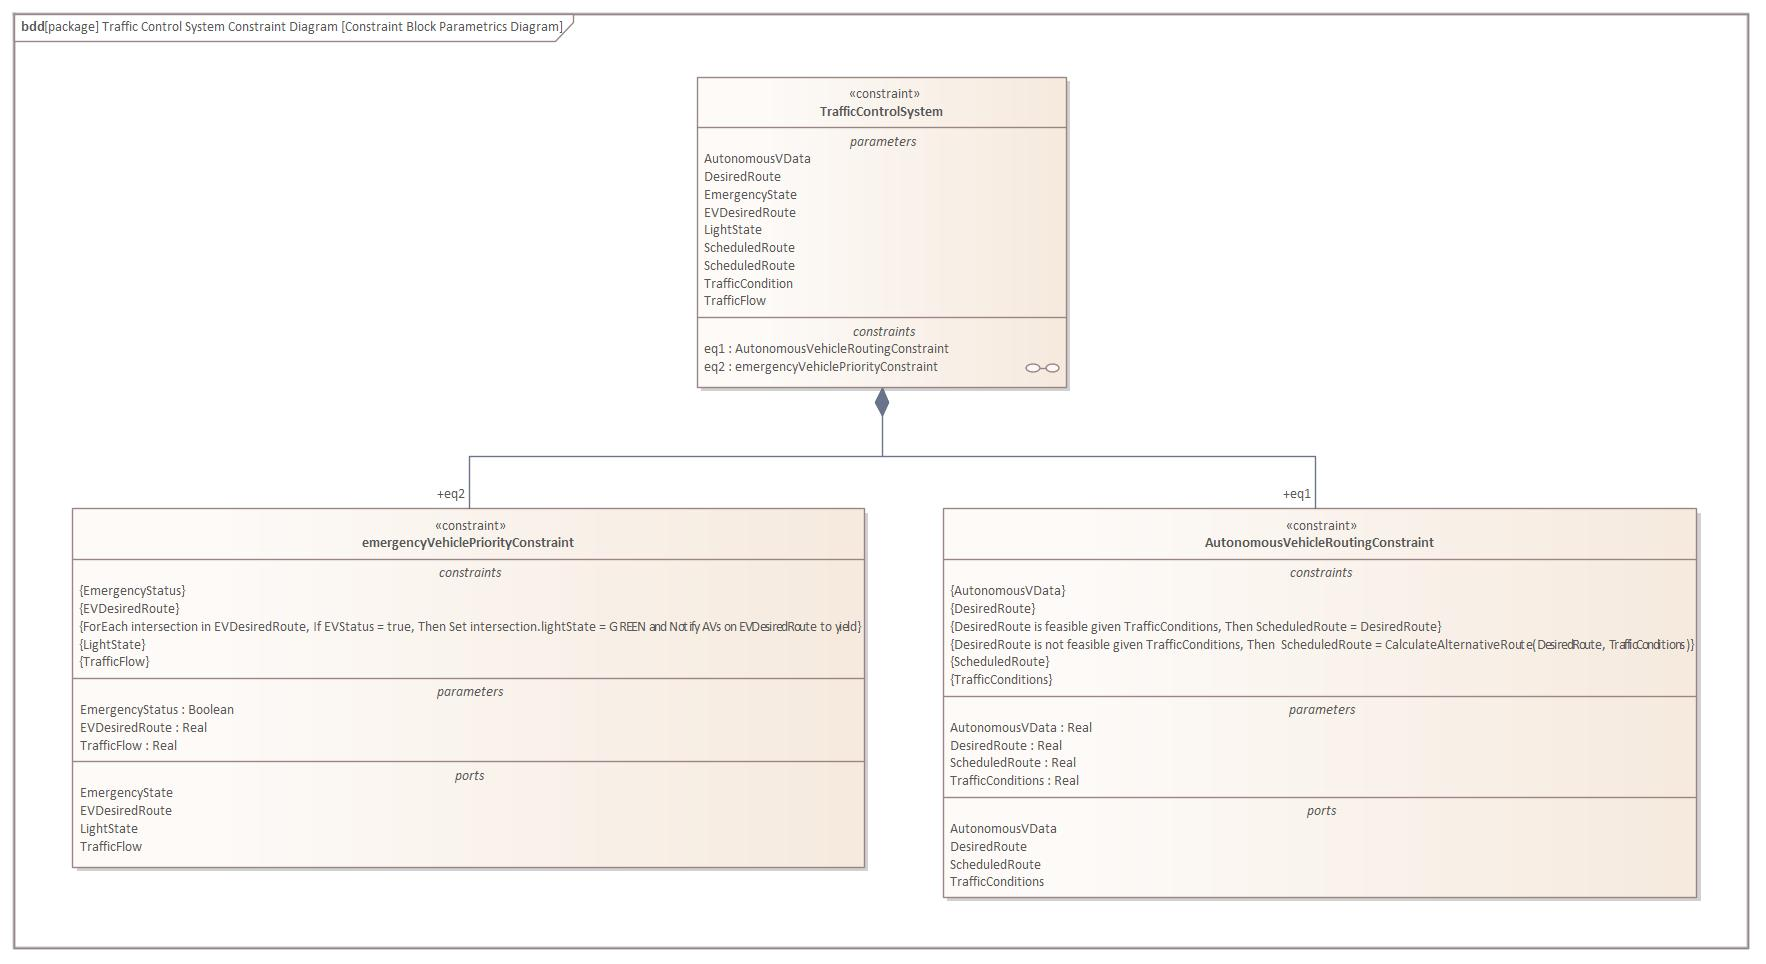 bdd[package] Traffic Control System Constraint Diagram [Constraint Block Parametrics Diagram]
«constraint»
TrafficControlSystem
parameters
AutonomousVData
DesiredRoute
EmergencyState
EVDesiredRoute
LightState
ScheduledRoute
ScheduledRoute
TrafficCondition
TrafficFlow
constraints
eq1 : AutonomousVehicleRoutingConstraint
eq2 : emergencyVehiclePriorityConstraint
+eq2
+eq1
«constraint»
emergencyVehiclePriorityConstraint
constraints
{EmergencyStatus}
{EVDesiredRoute}
{ForEach intersection in EVDesiredRoute, If EVStatus = true, Then Set intersection.lightState = GREEN and Notify AVs on EVDesiredRoute to yield}
{LightState}
{TrafficFlow}
parameters
EmergencyStatus : Boolean
EVDesiredRoute : Real
TrafficFlow : Real
ports
EmergencyState
EVDesiredRoute
LightState
TrafficFlow
«constraint»
AutonomousVehicleRoutingConstraint
constraints
{AutonomousVData}
{DesiredRoute}
{DesiredRoute is feasible given TrafficConditions, Then ScheduledRoute = DesiredRoute}
{DesiredRoute is not feasible given TrafficConditions, Then  ScheduledRoute = CalculateAlternativeRoute(DesiredRoute, TrafficConditions)}
{ScheduledRoute}
{TrafficConditions}
parameters
AutonomousVData : Real
DesiredRoute : Real
ScheduledRoute : Real
TrafficConditions : Real
ports
AutonomousVData
DesiredRoute
ScheduledRoute
TrafficConditions